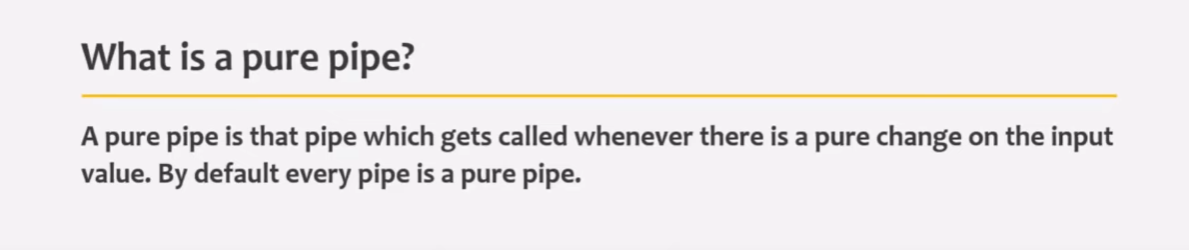 What is a pure pipe?
A pure pipe is that pipe which gets called whenever there is a pure change on the input
value. By default every pipe is a pure pipe.